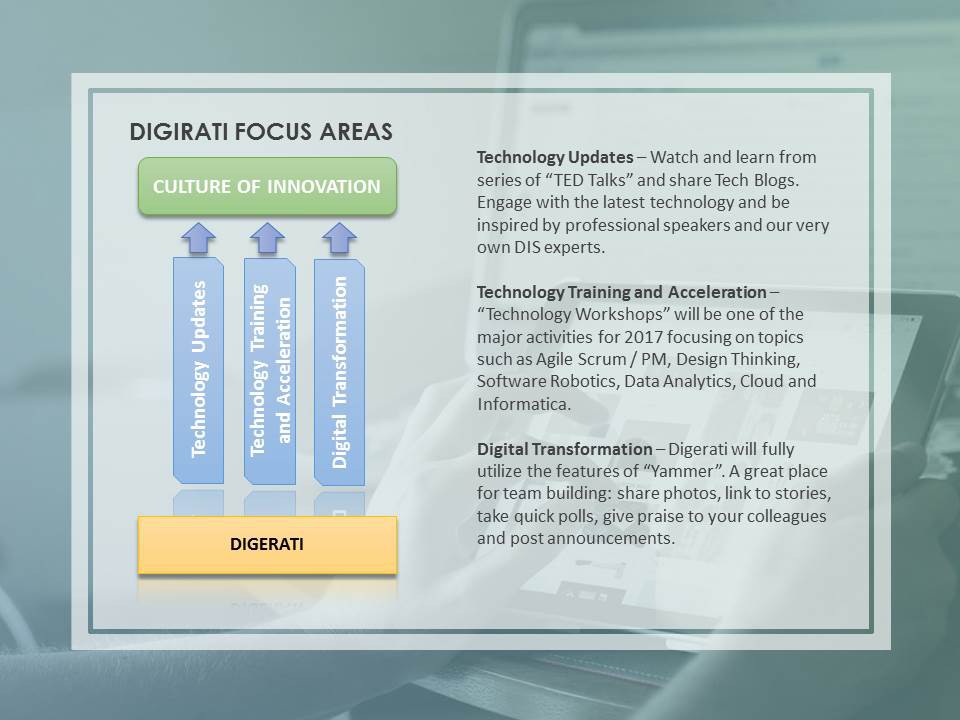 DIGIRATI FOCUS AREAS
CULTURE OF INNOVATION
Technology Updates
Technology Training
and Acceleration
Digital Transformation
DIGERATI
Technology Updates – Watch and learn from
series of “TED Talks” and share Tech Blogs.
Engage with the latest technology and be
inspired by professional speakers and our very
own DIS experts.
Technology Training and Acceleration –
“Technology Workshops” will be one of the
major activities for 2017 focusing on topics
such as Agile Scrum / PM, Design Thinking,
Software Robotics, Data Analytics, Cloud and
Informatica.
Digital Transformation – Digerati will fully
utilize the features of “Yammer”. A great place
for team building: share photos, link to stories,
take quick polls, give praise to your colleagues
and post announcements.